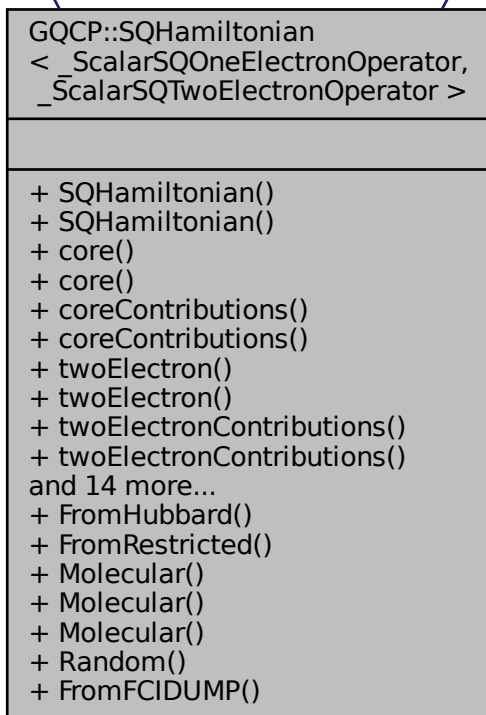 GQCP::SQHamiltonian
< _ScalarSQOneElectronOperator,
_ScalarSQTwoElectronOperator >
+ SQHamiltonian()
+ SQHamiltonian()
+ core()
+ core()
+ coreContributions()
+ coreContributions()
+ twoElectron()
+ twoElectron()
+ twoElectronContributions()
+ twoElectronContributions()
and 14 more...
+ FromHubbard()
+ FromRestricted()
+ Molecular()
+ Molecular()
+ Molecular()
+ Random()
+ FromFCIDUMP()